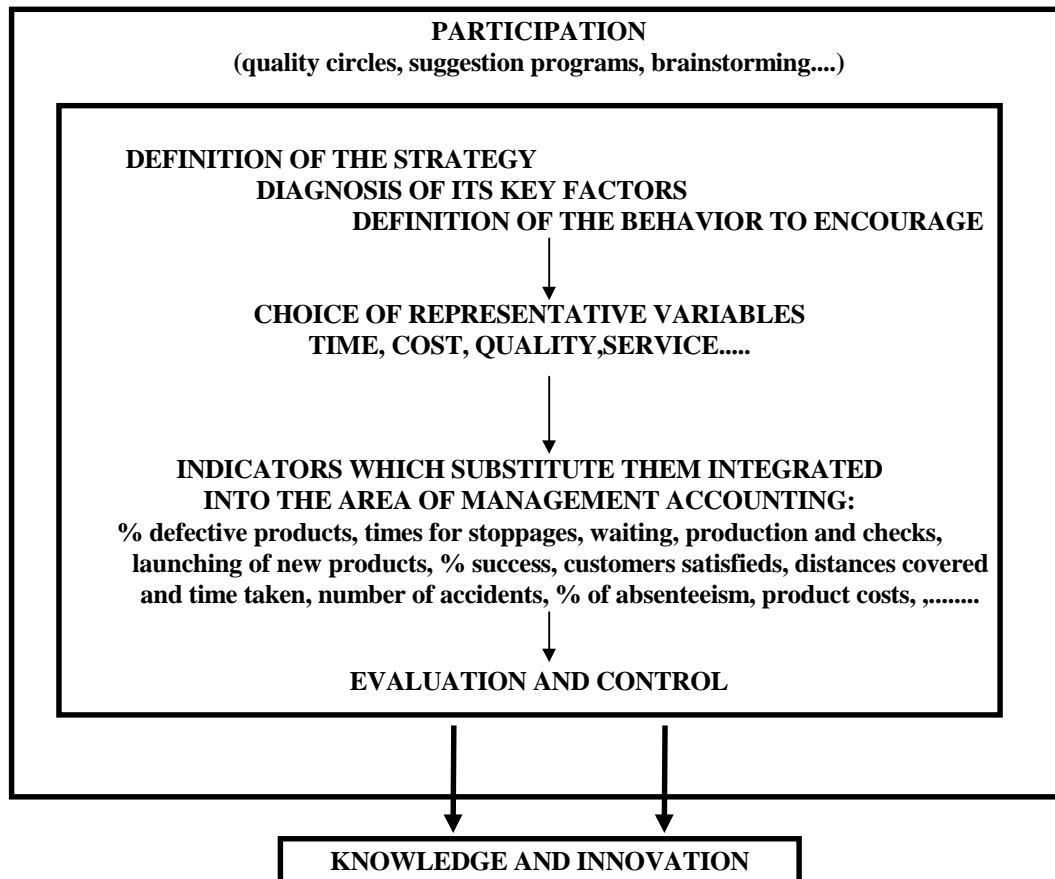 PARTICIPATION
(quality circles, suggestion programs, brainstorming....)
DEFINITION OF THE STRATEGY
DIAGNOSIS OF ITS KEY FACTORS
DEFINITION OF THE BEHAVIOR TO ENCOURAGE
CHOICE OF REPRESENTATIVE VARIABLES
TIME, COST, QUALITY,SERVICE.....
INDICATORS WHICH SUBSTITUTE THEM INTEGRATED
INTO THE AREA OF MANAGEMENT ACCOUNTING:
% defective products, times for stoppages, waiting, production and checks,
launching of new products, % success, customers satisfieds, distances covered
and time taken, number of accidents, % of absenteeism, product costs, ,........
EVALUATION AND CONTROL
KNOWLEDGE AND INNOVATION